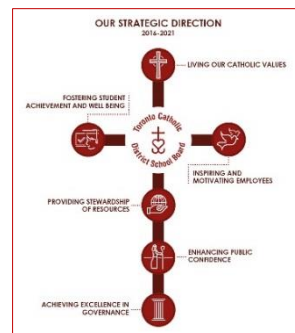 OUR STRATEGIC DIRECTION
2016-2021
LIVING OUR CATHOLIC VALUES
FOSTERING STUDENT
ACHIEVEMENT AND WELL BEING
Toronto Catholic
District School Board
INSPIRING AND
MOTIVATING EMPLOYEES
PROVIDING STEWARDSHIP
OF RESOURCES
ENHANCING PUBLIC
CONFIDENCE
ACHIEVING EXCELLENCE IN
GOVERNANCE